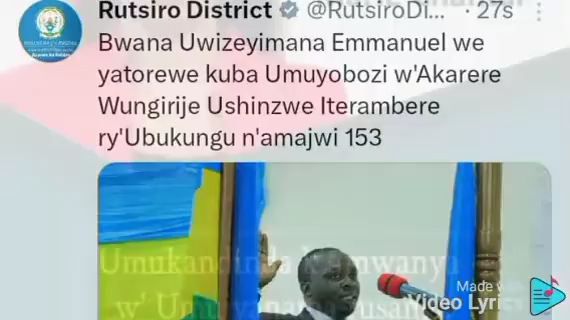 Rutsiro District @RutsiroDi... · 27s
Bwana Uwizeyimana Emmanuel we
yatorewe kuba Umuyobozi w'Akarere
Wungirije Ushinzwe Iterambere
ry'Ubukungu n'amajwi 153
Made with
Video Lyrics